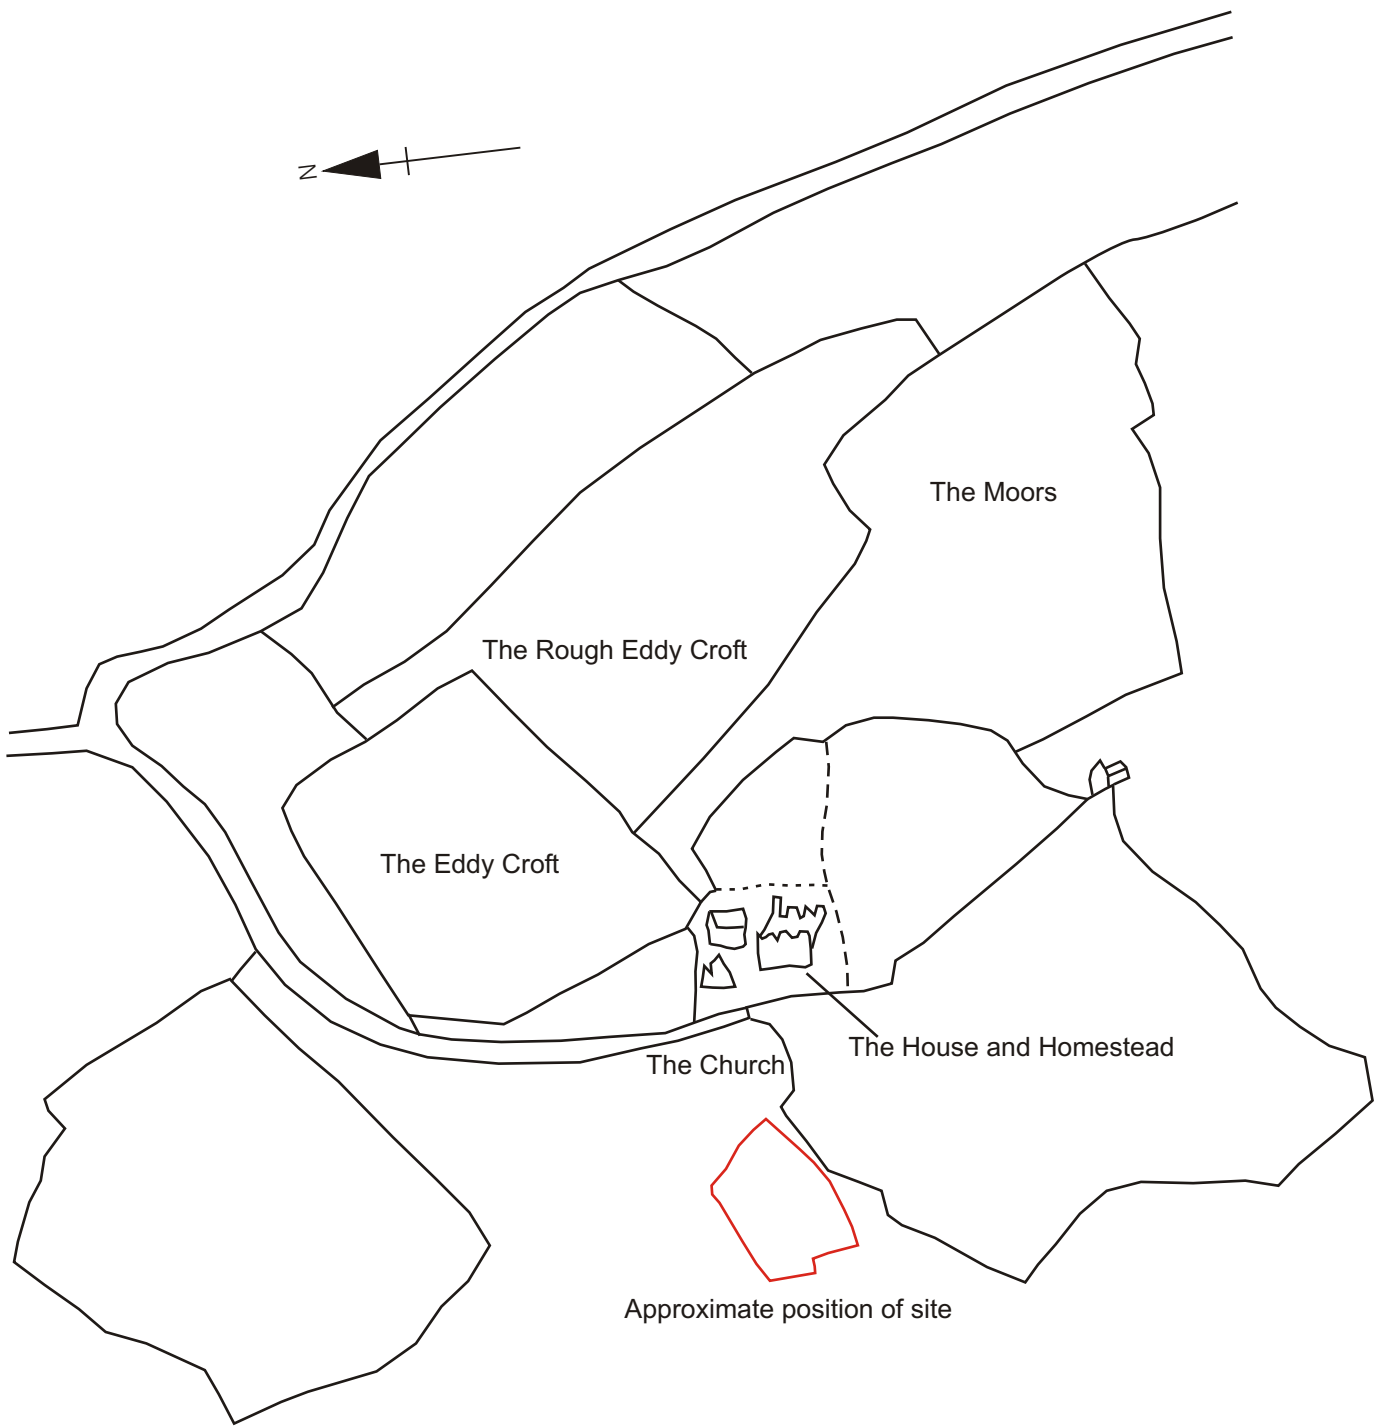 N
The Moors
The Rough Eddy Croft
The Eddy Croft
The House and Homestead
The Church
Approximate position of site